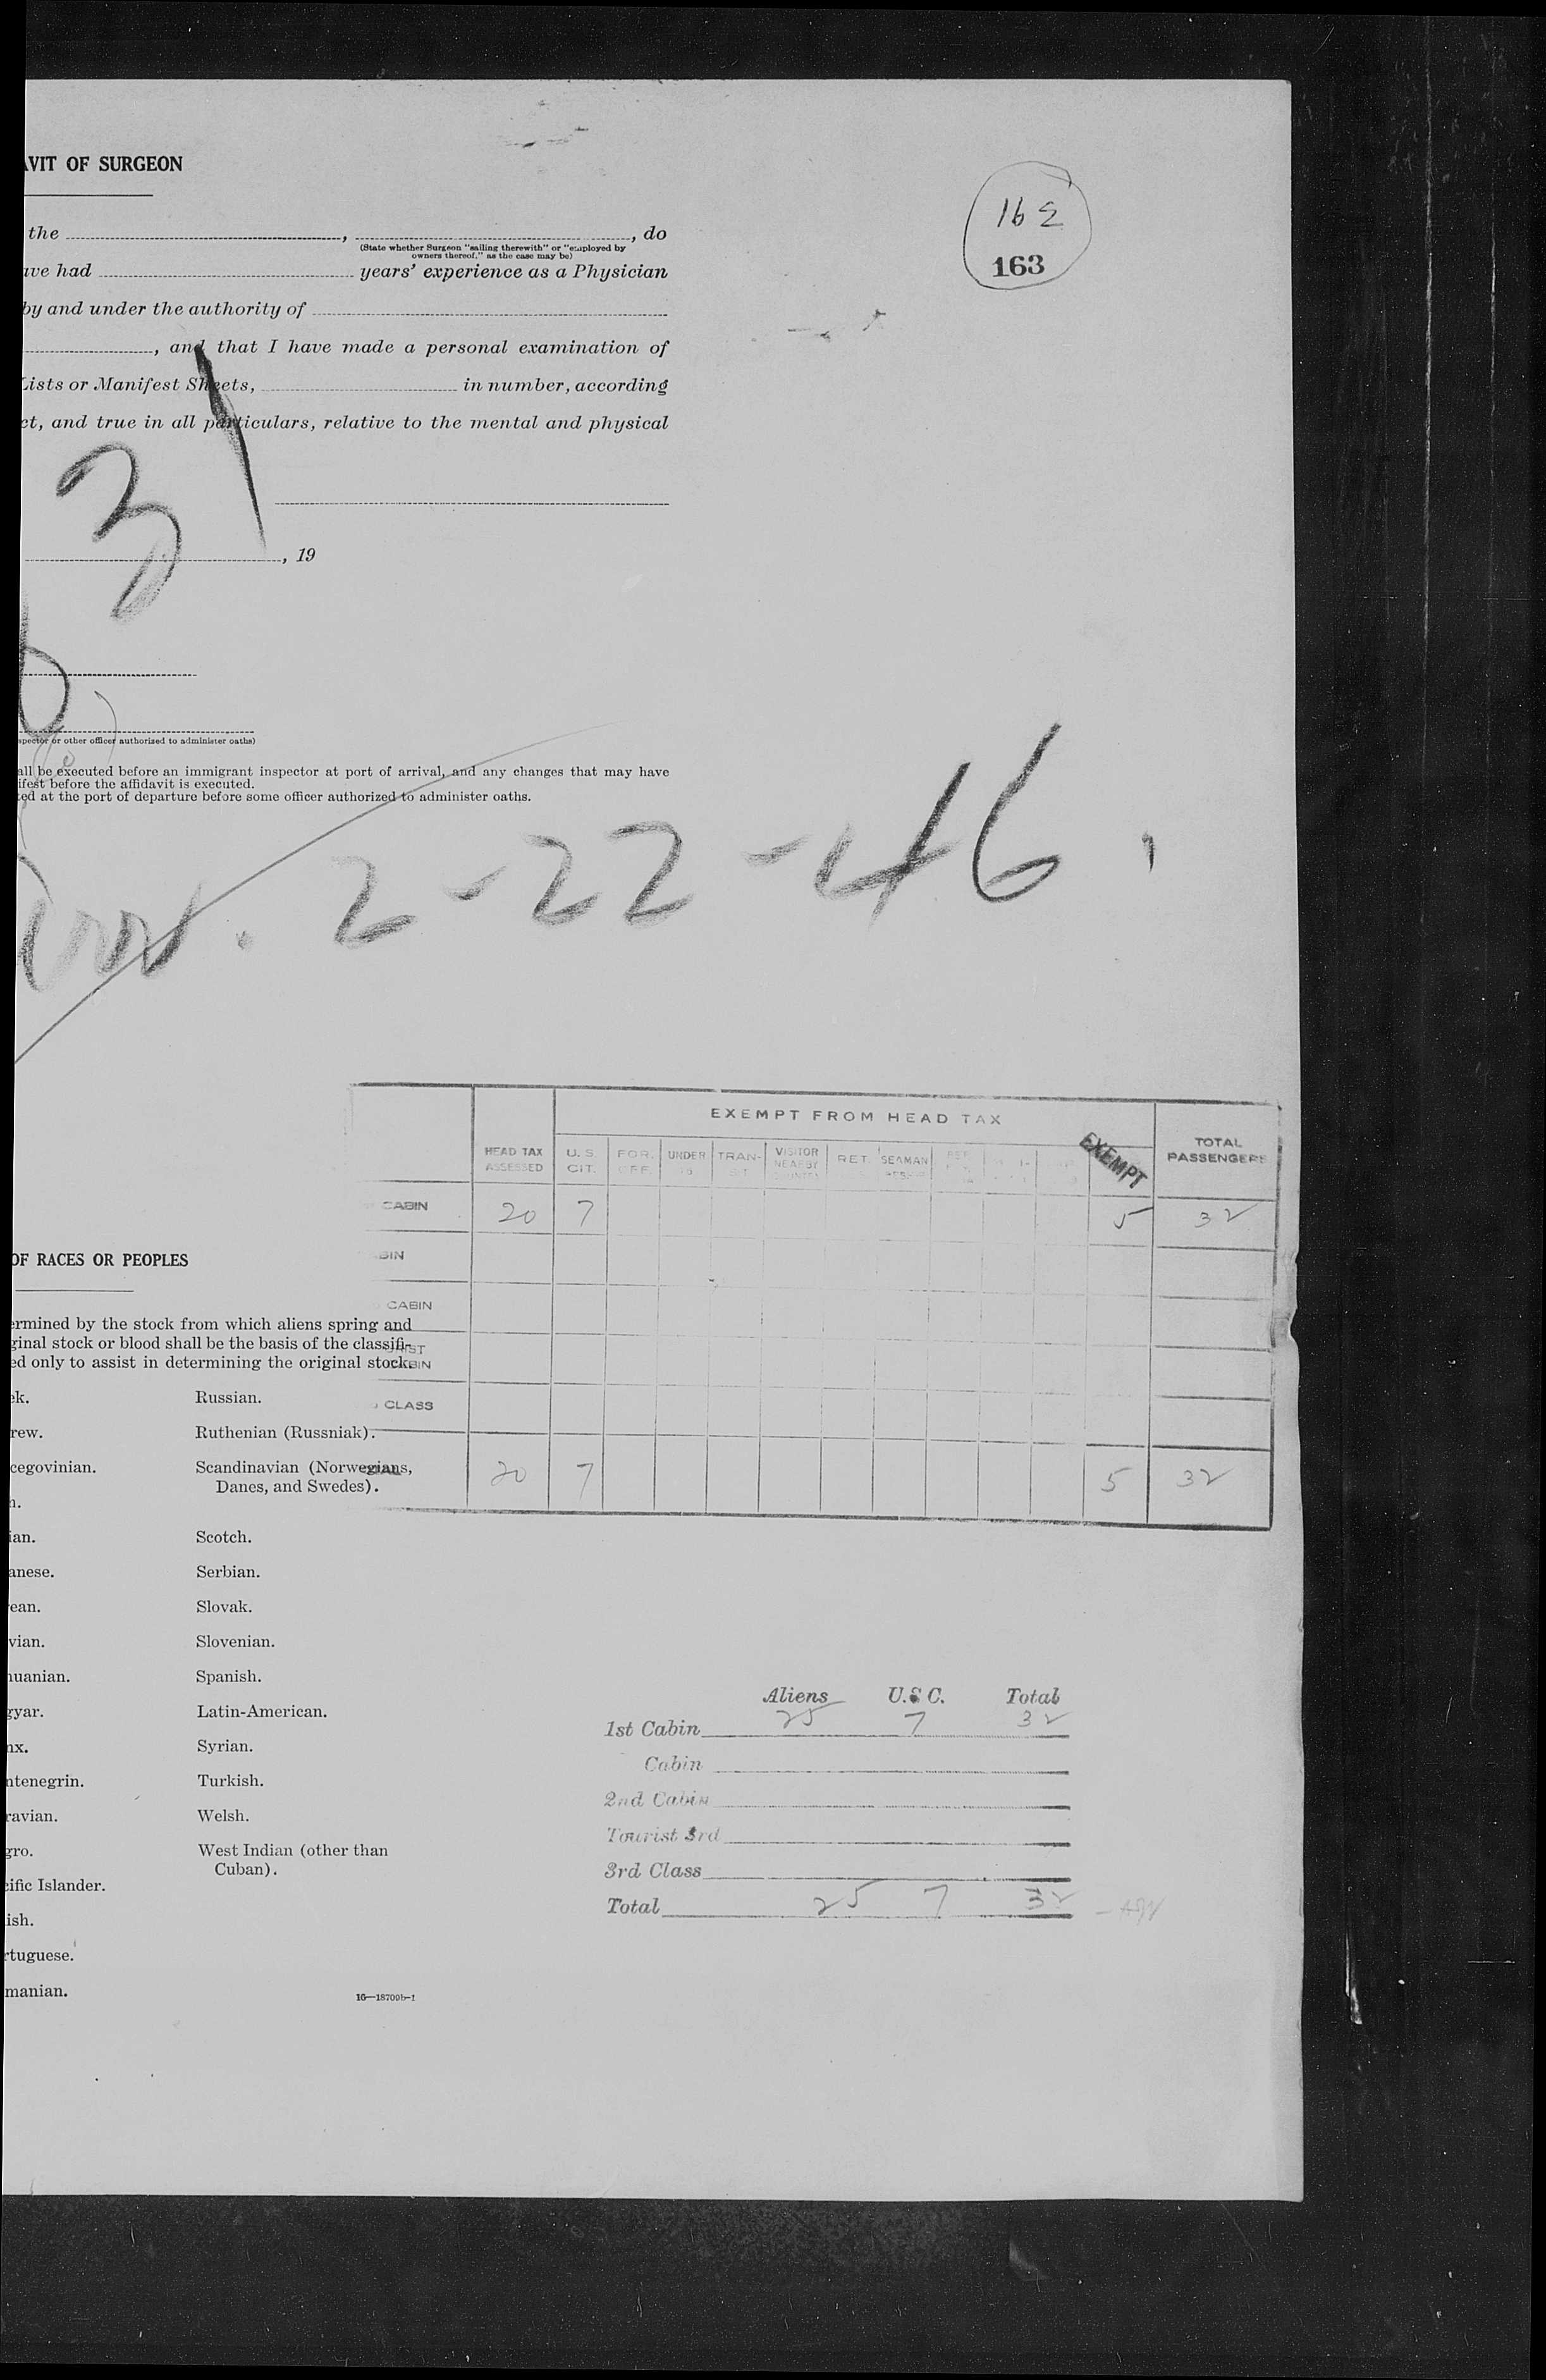 VIT OF SURGEON
16 2
163
the , , do
(State whether Surgeon "sailing therewith" or "employed by
owners thereof," as the case may be)
ve had years' experience as a Physician
by and under the authority of
, and that I have made a personal examination of
Lists or Manifest Sheets, in number, according
ct, and true in all particulars, relative to the mental and physical
31
, 19
spector or other officer authorized to administer oaths)
all be executed before an immigrant inspector at port of arrival, and any changes that may have
ifest before the affidavit is executed.
ted at the port of departure before some officer authorized to administer oaths.
2-22-46.
EXEMPT FROM HEAD TAX
HEAD TAX ASSESSED U.S. CIT. FOR. OFF. UNDER 16 TRAN-SIT VISITOR NEARBY COUNTRY RET. SEAMAN EXEMPT TOTAL PASSENGERS
CABIN 20 7 5 32
BIN
CABIN
CABIN
CLASS
20 7 5 32
OF RACES OR PEOPLES
ermined by the stock from which aliens spring and
ginal stock or blood shall be the basis of the classifi-
ed only to assist in determining the original stock.
ek. Russian.
rew. Ruthenian (Russniak).
cegovinian. Scandinavian (Norwegians,
Danes, and Swedes).
h.
ian. Scotch.
anese. Serbian.
ean. Slovak.
vian. Slovenian.
huanian. Spanish.
gyar. Latin-American.
nx. Syrian.
ntenegrin. Turkish.
ravian. Welsh.
gro. West Indian (other than
Cuban).
cific Islander.
ish.
rtuguese.
manian.
16—18709b-1
Aliens U.S C. Total
1st Cabin 25 7 32
Cabin
2nd Cabin
Tourist 3rd
3rd Class
Total 25 7 32